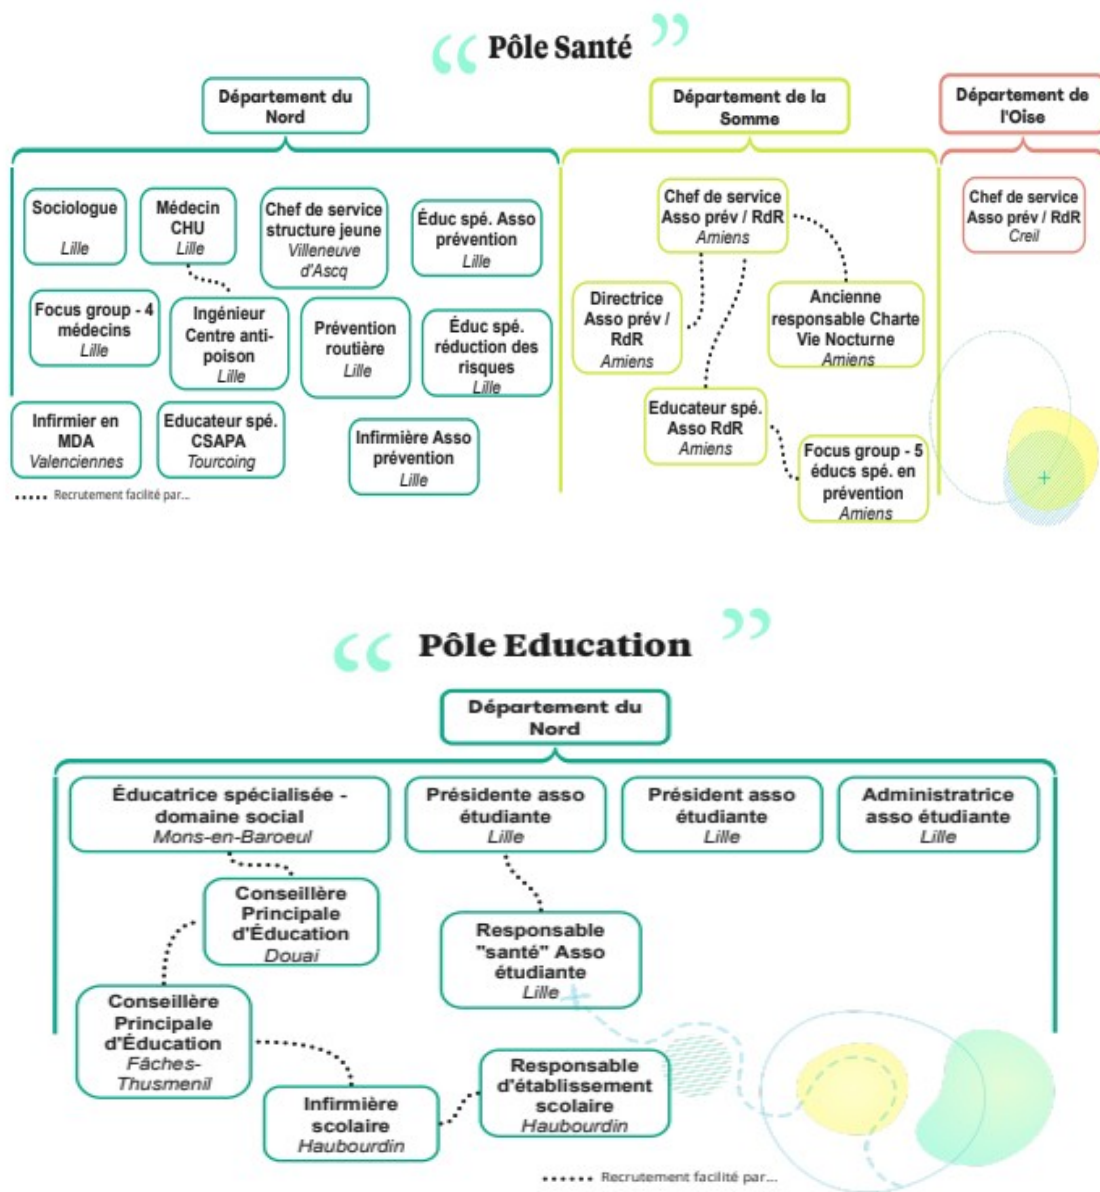 “ Pôle Santé ”
Département du
Nord
Département de la
Somme
Département de
l'Oise
Sociologue
Lille
Médecin
CHU
Lille
Chef de service
structure jeune
Villeneuve
d'Ascq
Éduc spé. Asso
prévention
Lille
Focus group - 4
médecins
Lille
Ingénieur
Centre anti-
poison
Lille
Prévention
routière
Lille
Éduc spé.
réduction des
risques
Lille
Infirmier en
MDA
Valenciennes
Educateur spé.
CSAPA
Tourcoing
Infirmière Asso
prévention
Lille
Chef de service
Asso prév / RdR
Amiens
Directrice
Asso prév /
RdR
Amiens
Ancienne
responsable Charte
Vie Nocturne
Amiens
Educateur spé.
Asso RdR
Amiens
Focus group - 5
éducs spé. en
prévention
Amiens
Chef de service
Asso prév / RdR
Creil
Recrutement facilité par...
“ Pôle Education ”
Département du
Nord
Éducatrice spécialisée -
domaine social
Mons-en-Baroeul
Présidente asso
étudiante
Lille
Président asso
étudiante
Lille
Administratrice
asso étudiante
Lille
Conseillère
Principale
d'Éducation
Douai
Responsable
"santé" Asso
étudiante
Lille
Conseillère
Principale
d'Éducation
Fâches-
Thusmenil
Infirmière
scolaire
Haubourdin
Responsable
d'établissement
scolaire
Haubourdin
Recrutement facilité par...